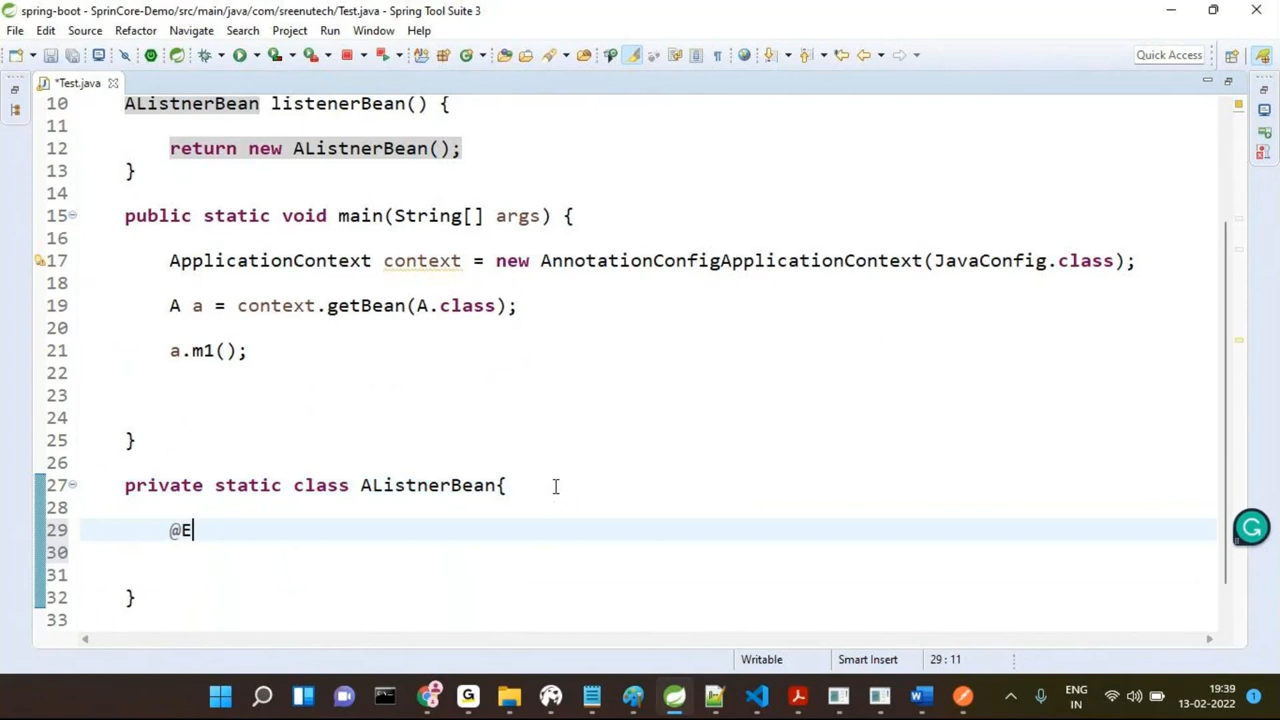 spring-boot - SprinCore-Demo/src/main/java/com/sreenutech/Test.java - Spring Tool Suite 3
File Edit Source Refactor Navigate Search Project Run Window Help
Quick Access
*Test.java
10 AListnerBean listenerBean() {
11
12 return new AListnerBean();
13 }
14
15 public static void main(String[] args) {
16
17 ApplicationContext context = new AnnotationConfigApplicationContext(JavaConfig.class);
18
19 A a = context.getBean(A.class);
20
21 a.m1();
22
23
24
25 }
26
27 private static class AListnerBean{
28
29 @E
30
31
32 }
33
Writable Smart Insert 29 : 11
ENG 19:39
IN 13-02-2022